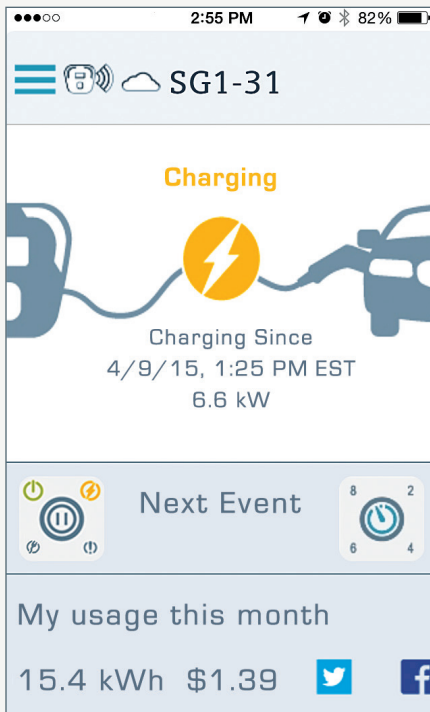 2:55 PM 82%
SG1-31
Charging
Charging Since
4/9/15, 1:25 PM EST
6.6 kW
Next Event
8 2
6 4
My usage this month
15.4 kWh $1.39